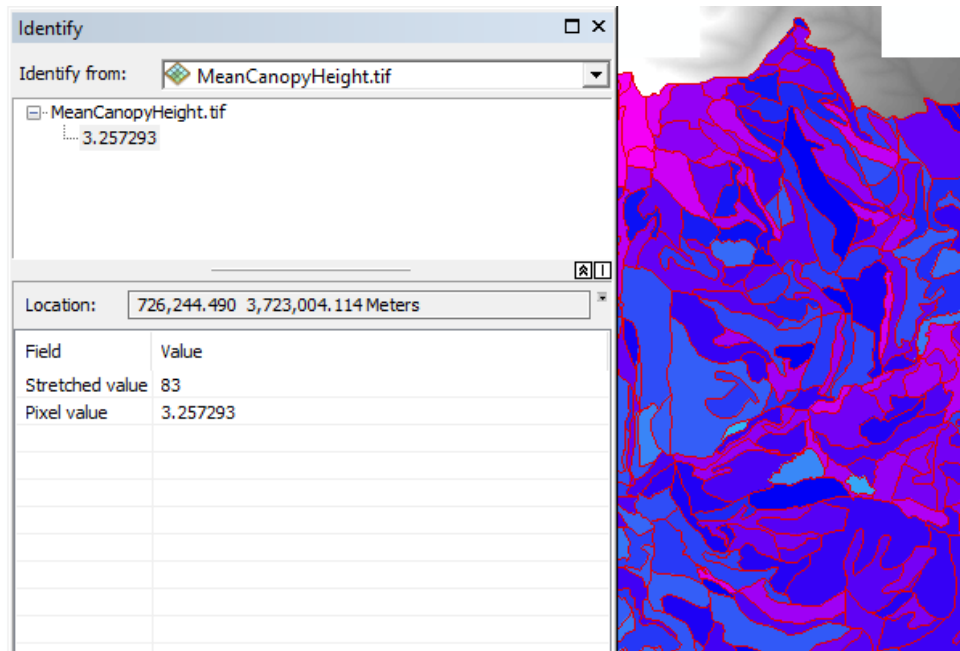 Identify
Identify from: MeanCanopyHeight.tif
MeanCanopyHeight.tif
3.257293
Location: 726,244.490 3,723,004.114 Meters
Field Value
Stretched value 83
Pixel value 3.257293